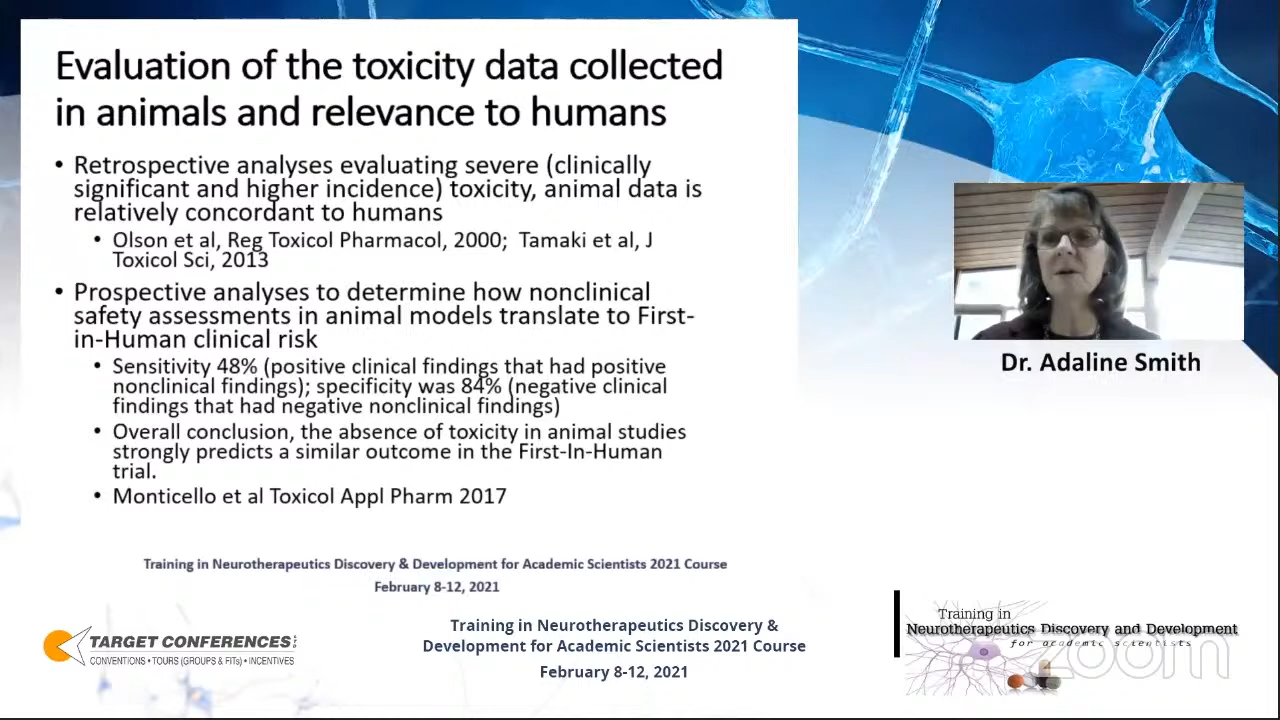 Evaluation of the toxicity data collected
in animals and relevance to humans
• Retrospective analyses evaluating severe (clinically
significant and higher incidence) toxicity, animal data is
relatively concordant to humans
• Olson et al, Reg Toxicol Pharmacol, 2000; Tamaki et al, J
Toxicol Sci, 2013
• Prospective analyses to determine how nonclinical
safety assessments in animal models translate to First-
in-Human clinical risk
• Sensitivity 48% (positive clinical findings that had positive
nonclinical findings); specificity was 84% (negative clinical
findings that had negative nonclinical findings)
• Overall conclusion, the absence of toxicity in animal studies
strongly predicts a similar outcome in the First-In-Human
trial.
• Monticello et al Toxicol Appl Pharm 2017
Training in Neurotherapeutics Discovery & Development for Academic Scientists 2021 Course
February 8-12, 2021
Dr. Adaline Smith
TARGET CONFERENCES
CONVENTIONS • TOURS (GROUPS & FITs) • INCENTIVES
Training in Neurotherapeutics Discovery &
Development for Academic Scientists 2021 Course
February 8-12, 2021
Training in
Neurotherapeutics Discovery and Development
for academic scientists
zoom